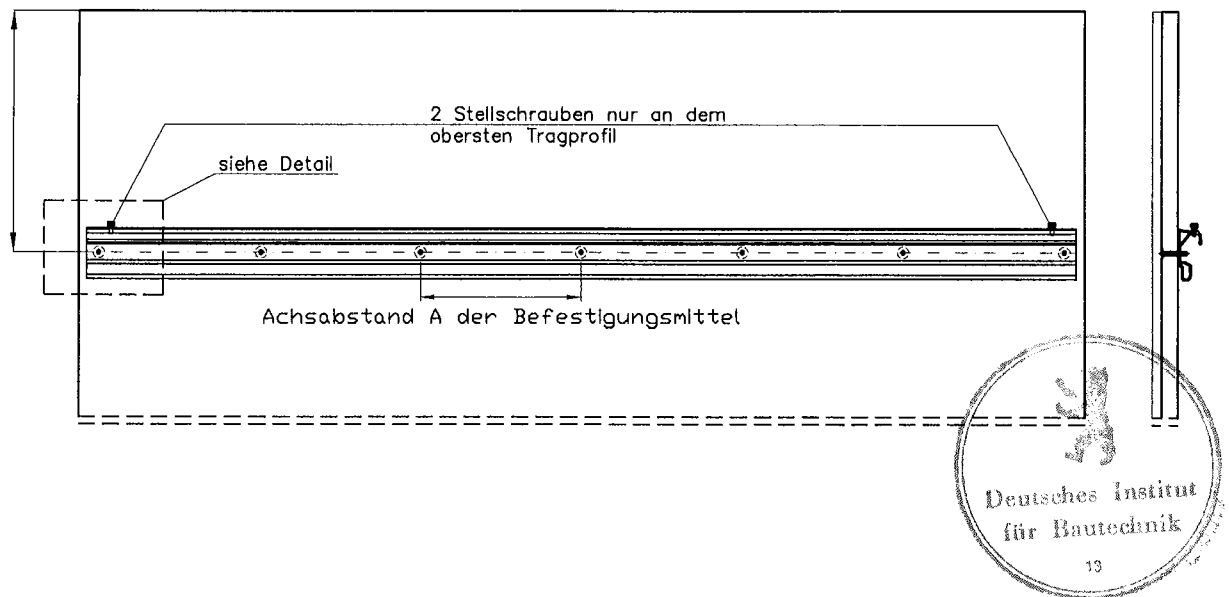 2 Stellschrauben nur an dem
obersten Tragprofil
siehe Detail
Achsabstand A der Befestigungsmittel
Deutsches Institut
für Bautechnik
13